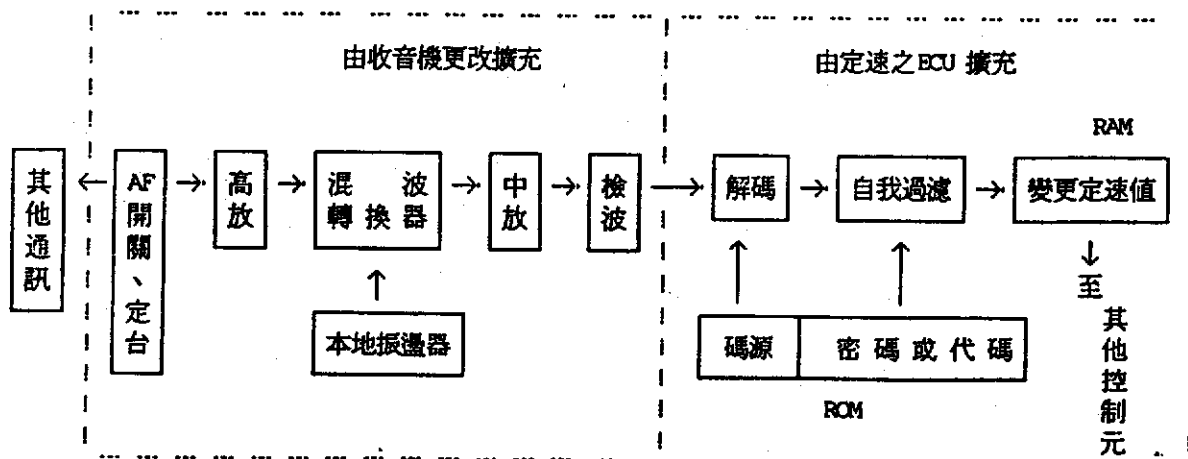 由收音機更改擴充
由定速之ECU 擴充
RAM
其他通訊
AF開關、定台
高放
混波
轉換器
中放
檢波
解碼
自我過濾
變更定速值
至
其他控制元
本地振盪器
碼源
密碼或代碼
ROM